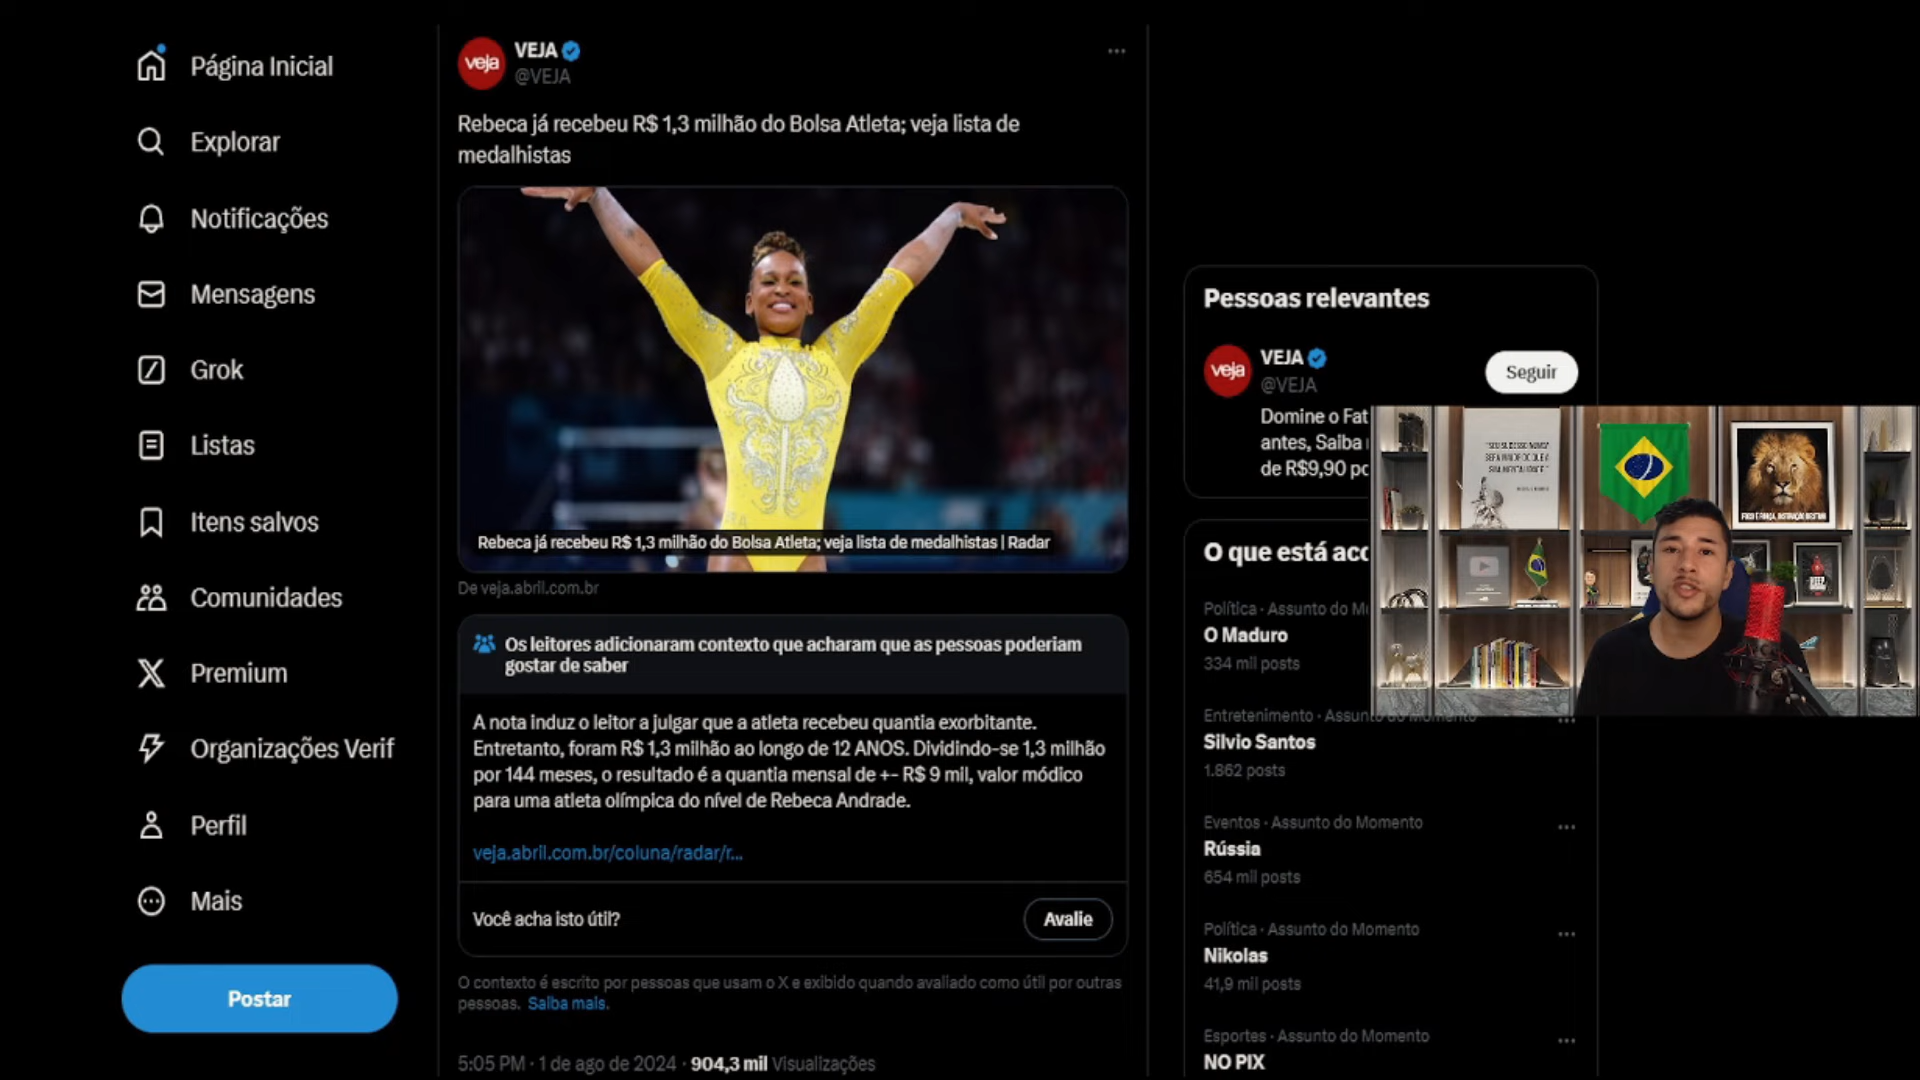 Página Inicial
Explorar
Notificações
Mensagens
Grok
Listas
Itens salvos
Comunidades
Premium
Organizações Verif
Perfil
Mais
Postar
veja
VEJA
@VEJA
Rebeca já recebeu R$ 1,3 milhão do Bolsa Atleta; veja lista de
medalhistas
Rebeca já recebeu R$ 1,3 milhão do Bolsa Atleta; veja lista de medalhistas | Radar
De veja.abril.com.br
Os leitores adicionaram contexto que acharam que as pessoas poderiam
gostar de saber
A nota induz o leitor a julgar que a atleta recebeu quantia exorbitante.
Entretanto, foram R$ 1,3 milhão ao longo de 12 ANOS. Dividindo-se 1,3 milhão
por 144 meses, o resultado é a quantia mensal de +- R$ 9 mil, valor módico
para uma atleta olímpica do nível de Rebeca Andrade.
veja.abril.com.br/coluna/radar/r...
Você acha isto útil?
Avalie
O contexto é escrito por pessoas que usam o X e exibido quando avaliado como útil por outras
pessoas. Saiba mais.
5:05 PM · 1 de ago de 2024 · 904,3 mil Visualizações
Pessoas relevantes
veja
VEJA
@VEJA
Seguir
Domine o Fat
antes, Saiba
de R$9,90 po
O que está aco
Política · Assunto do Mo
O Maduro
334 mil posts
Entretenimento · Assunto do Momento
Silvio Santos
1.862 posts
Eventos · Assunto do Momento
Rússia
654 mil posts
Política · Assunto do Momento
Nikolas
41,9 mil posts
Esportes · Assunto do Momento
NO PIX